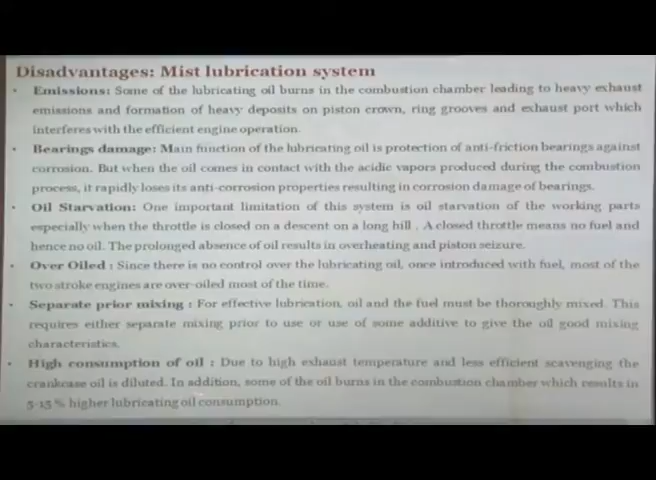 Disadvantages: Mist lubrication system
• Emissions: Some of the lubricating oil burns in the combustion chamber leading to heavy exhaust
emissions and formation of heavy deposits on piston crown, ring grooves and exhaust port which
interferes with the efficient engine operation.
• Bearings damage: Main function of the lubricating oil is protection of anti-friction bearings against
corrosion. But when the oil comes in contact with the acidic vapors produced during the combustion
process, it rapidly loses its anti-corrosion properties resulting in corrosion damage of bearings.
• Oil Starvation: One important limitation of this system is oil starvation of the working parts
especially when the throttle is closed on a descent on a long hill . A closed throttle means no fuel and
hence no oil. The prolonged absence of oil results in overheating and piston seizure.
• Over Oiled : Since there is no control over the lubricating oil, once introduced with fuel, most of the
two stroke engines are over-oiled most of the time.
• Separate prior mixing : For effective lubrication, oil and the fuel must be thoroughly mixed. This
requires either separate mixing prior to use or use of some additive to give the oil good mixing
characteristics.
• High consumption of oil : Due to high exhaust temperature and less efficient scavenging the
crankcase oil is diluted. In addition, some of the oil burns in the combustion chamber which results in
5-15 % higher lubricating oil consumption.